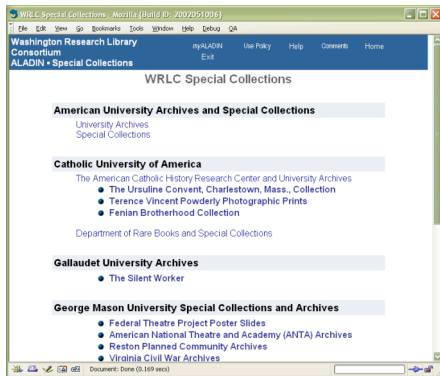 WRLC Special Collections - Mozilla {Build ID: 2002051006}
File Edit View Go Bookmarks Tools Window Help Debug QA
Washington Research Library Consortium
ALADIN • Special Collections
myALADIN Use Policy Help Comments Home
Exit
WRLC Special Collections
American University Archives and Special Collections
University Archives
Special Collections
Catholic University of America
The American Catholic History Research Center and University Archives
The Ursuline Convent, Charlestown, Mass., Collection
Terence Vincent Powderly Photographic Prints
Fenian Brotherhood Collection
Department of Rare Books and Special Collections
Gallaudet University Archives
The Silent Worker
George Mason University Special Collections and Archives
Federal Theatre Project Poster Slides
American National Theatre and Academy (ANTA) Archives
Reston Planned Community Archives
Virginia Civil War Archives
Document: Done (0.169 secs)